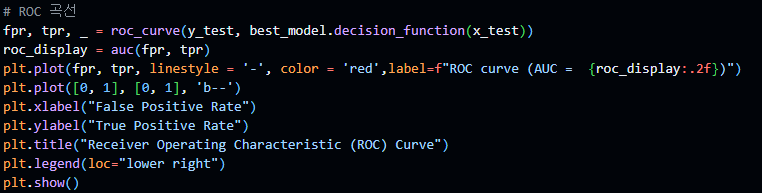 # ROC 곡선
fpr, tpr, _ = roc_curve(y_test, best_model.decision_function(x_test))
roc_display = auc(fpr, tpr)
plt.plot(fpr, tpr, linestyle = '-', color = 'red',label=f"ROC curve (AUC =  {roc_display:.2f})")
plt.plot([0, 1], [0, 1], 'b--')
plt.xlabel("False Positive Rate")
plt.ylabel("True Positive Rate")
plt.title("Receiver Operating Characteristic (ROC) Curve")
plt.legend(loc="lower right")
plt.show()